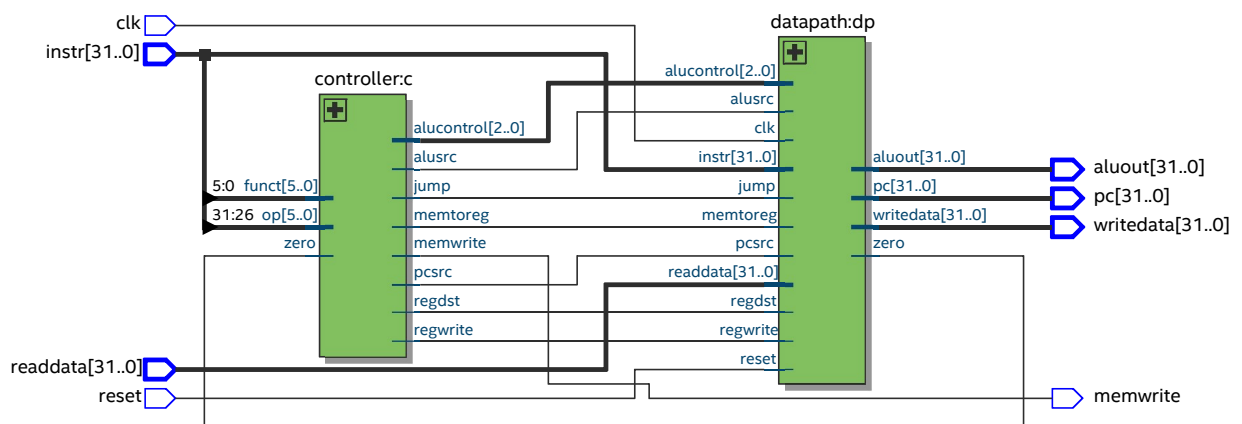 clk
instr[31..0]
controller:c
datapath:dp
5:0 funct[5..0]
31:26 op[5..0]
zero
alucontrol[2..0]
alusrc
jump
memtoreg
memwrite
pcsrc
regdst
regwrite
alucontrol[2..0]
alusrc
clk
instr[31..0]
jump
memtoreg
pcsrc
readdata[31..0]
regdst
regwrite
reset
aluout[31..0]
pc[31..0]
writedata[31..0]
zero
aluout[31..0]
pc[31..0]
writedata[31..0]
readdata[31..0]
reset
memwrite